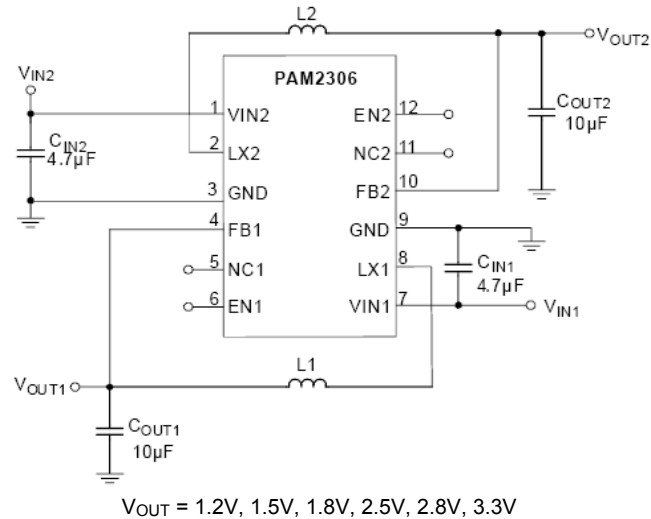 L2
VOUT2
VIN2
PAM2306
1 VIN2 EN2 12
COUT2
10µF
CIN2
4.7µF
2 LX2 NC2 11
3 GND FB2 10
4 FB1 GND 9
5 NC1 LX1 8
CIN1
4.7µF
6 EN1 VIN1 7
VIN1
L1
VOUT1
COUT1
10µF
VOUT = 1.2V, 1.5V, 1.8V, 2.5V, 2.8V, 3.3V